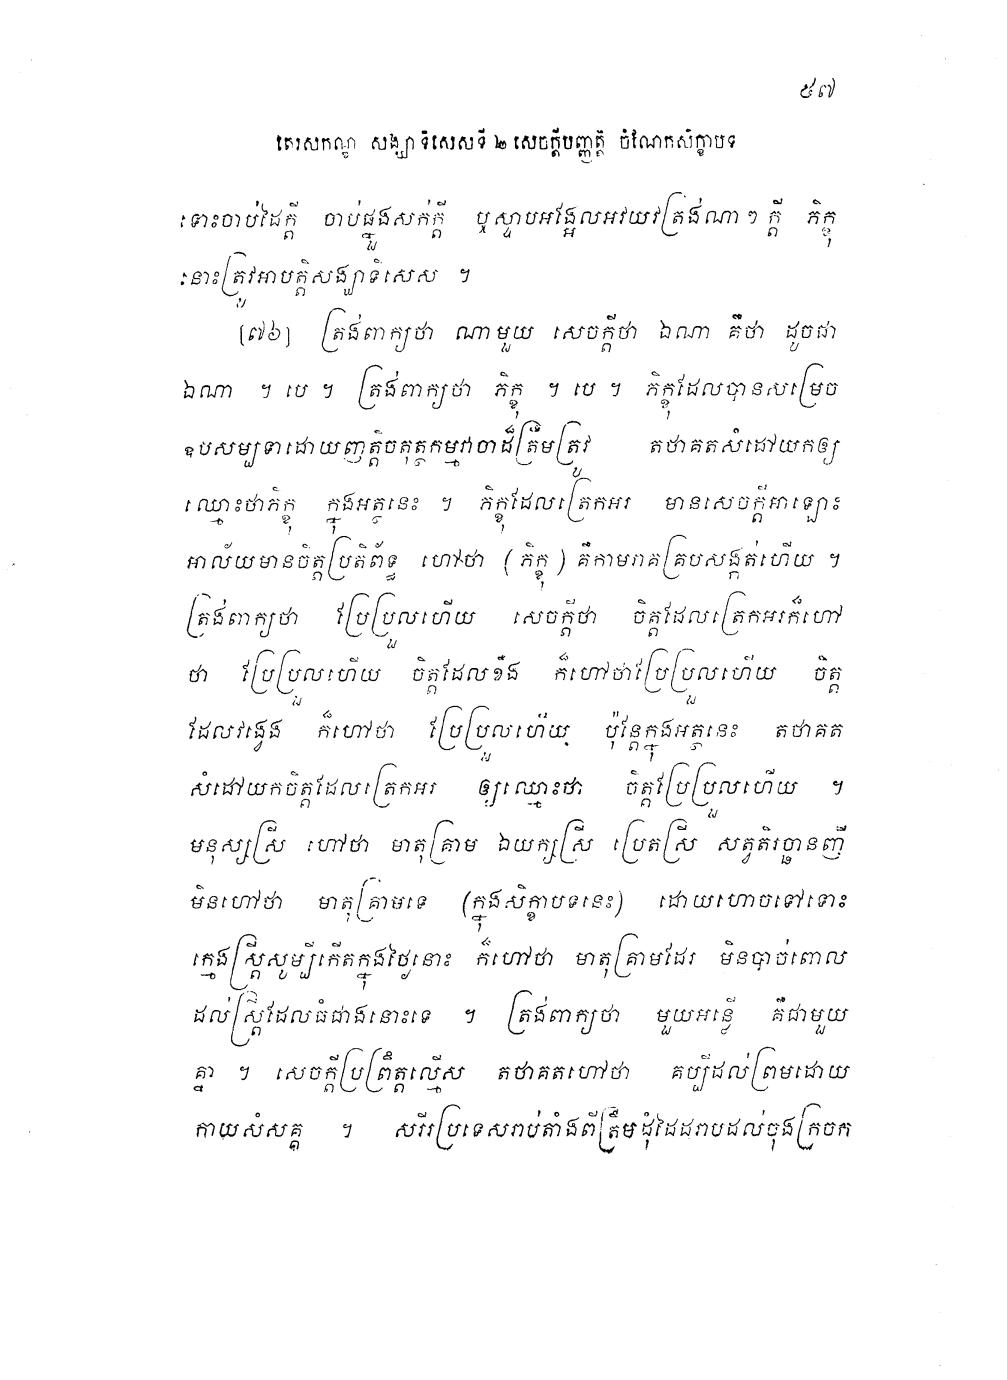 ៥៧
តេរសកណ្ឌ សង្ឃាទិសេសទី ២ សេចក្តីបញ្ញត្តិ ចំណែកសិក្ខាបទ
ទោះចាប់ដៃក្តី ចាប់ផ្នួងសក់ក្តី ឬស្ទាបអង្អែលអវយវត្រង់ណាៗ ក្តី ភិក្ខុ
នោះត្រូវអាបត្តិសង្ឃាទិសេស ។
[៧៦] ត្រង់ពាក្យថា ណាមួយ សេចក្តីថា ឯណា គឺថា ដូចជា
ឯណា ។ បេ ។ ត្រង់ពាក្យថា ភិក្ខុ ។ បេ ។ ភិក្ខុដែលបានសម្រេច
ឧបសម្បទាដោយញត្តិចតុត្ថកម្មវាចាដ៏ត្រឹមត្រូវ តថាគតសំដៅយកឲ្យ
ឈ្មោះថាភិក្ខុ ក្នុងអត្ថនេះ ។ ភិក្ខុដែលត្រេកអរ មានសេចក្តីអាឡោះ
អាល័យមានចិត្តប្រតិព័ទ្ធ ហៅថា (ភិក្ខុ) គឺកាមរាគគ្របសង្កត់ហើយ ។
ត្រង់ពាក្យថា ប្រែប្រួលហើយ សេចក្តីថា ចិត្តដែលត្រេកអរក៏ហៅ
ថា ប្រែប្រួលហើយ ចិត្តដែលខឹង ក៏ហៅថាប្រែប្រួលហើយ ចិត្ត
ដែលវង្វេង ក៏ហៅថា ប្រែប្រួលហើយ ប៉ុន្តែក្នុងអត្ថនេះ តថាគត
សំដៅយកចិត្តដែលត្រេកអរ ឲ្យឈ្មោះថា ចិត្តប្រែប្រួលហើយ ។
មនុស្សស្រី ហៅថា មាតុគ្រាម ឯយក្សស្រី ប្រេតស្រី សត្វតិរច្ឆានញី
មិនហៅថា មាតុគ្រាមទេ (ក្នុងសិក្ខាបទនេះ) ដោយហោចទៅទោះ
ក្មេងស្រ្តីសូម្បីកើតក្នុងថ្ងៃនោះ ក៏ហៅថា មាតុគ្រាមដែរ មិនបាច់ពោល
ដល់ស្រ្តីដែលធំជាងនោះទេ ។ ត្រង់ពាក្យថា មួយអន្លើ គឺជាមួយ
គ្នា ។ សេចក្តីប្រព្រឹត្តល្មើស តថាគតហៅថា គប្បីដល់ព្រមដោយ
កាយសំសគ្គ ។ សរីរប្រទេសរាប់តាំងពីត្រឹមដុំដៃដរាបដល់ចុងក្រចក